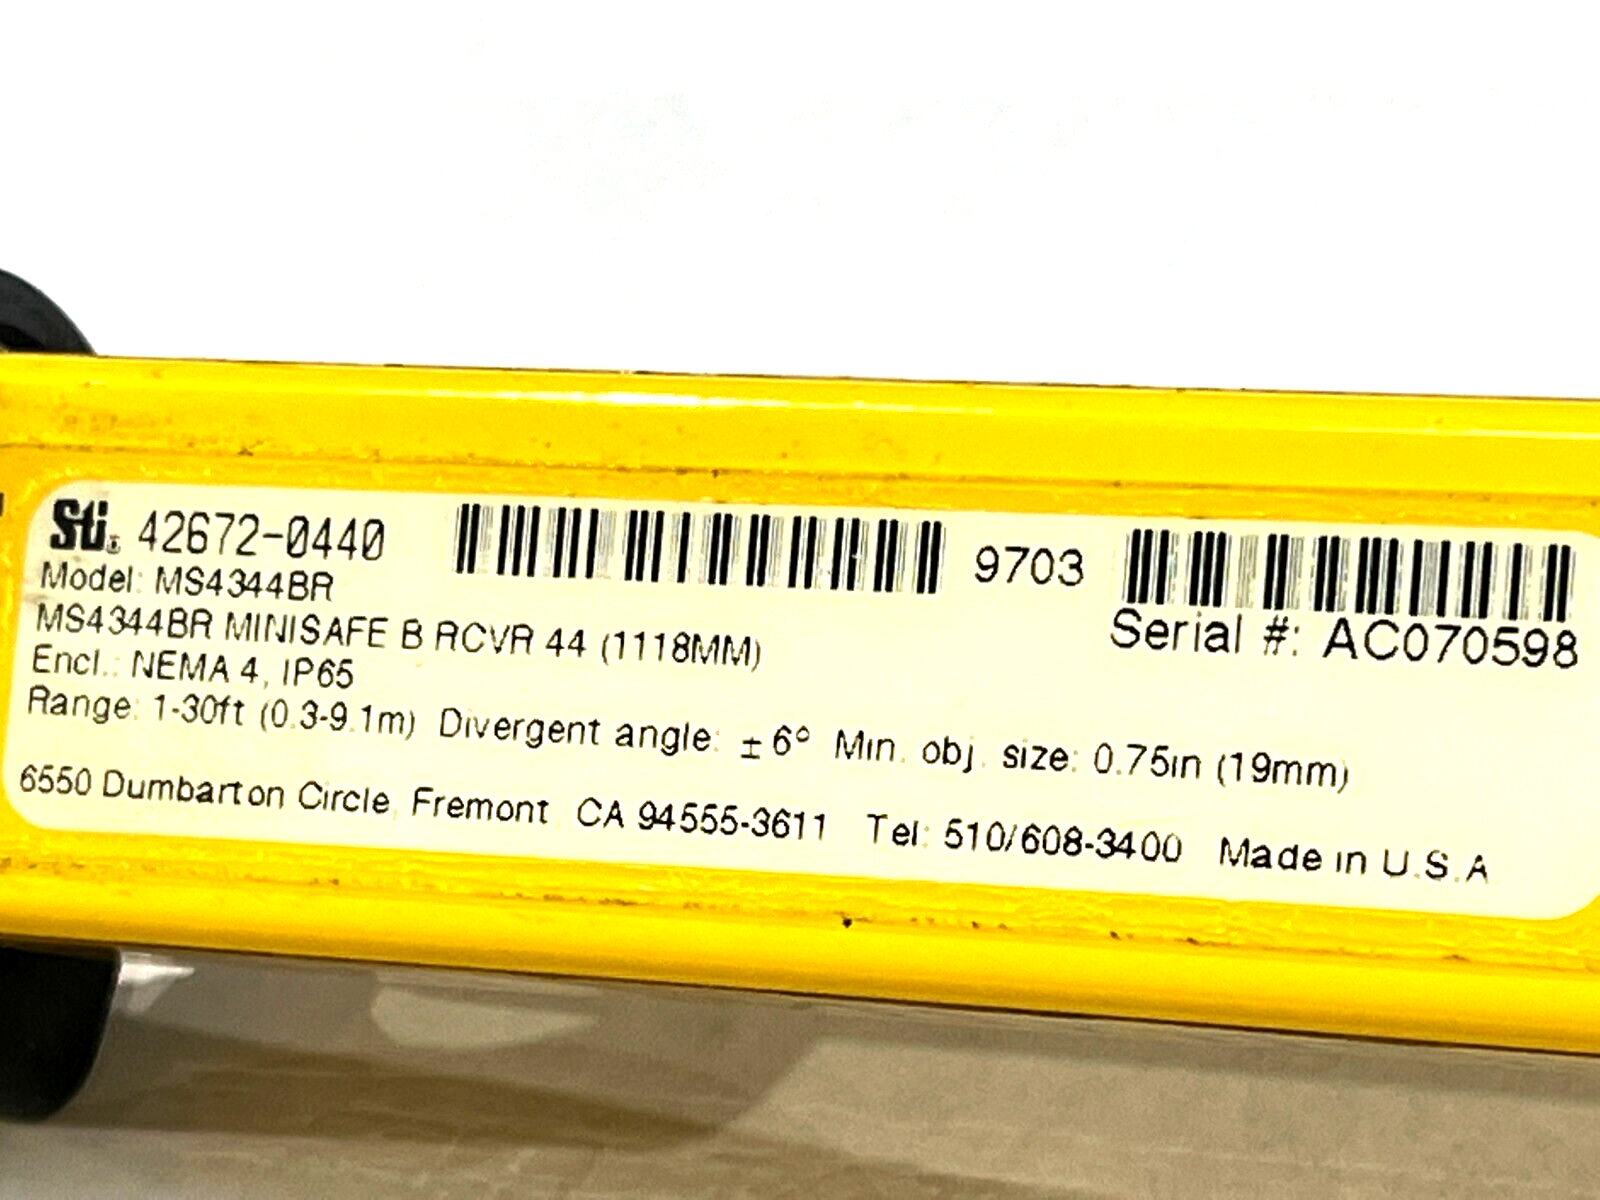 Sti® 42672-0440
9703
Model: MS4344BR
Serial #: AC070598
MS4344BR MINISAFE B RCVR 44 (1118MM)
Encl.: NEMA 4, IP65
Range: 1-30ft (0.3-9.1m) Divergent angle: ± 6° Min. obj. size: 0.75in (19mm)
6550 Dumbarton Circle, Fremont CA 94555-3611 Tel: 510/608-3400 Made in U.S.A